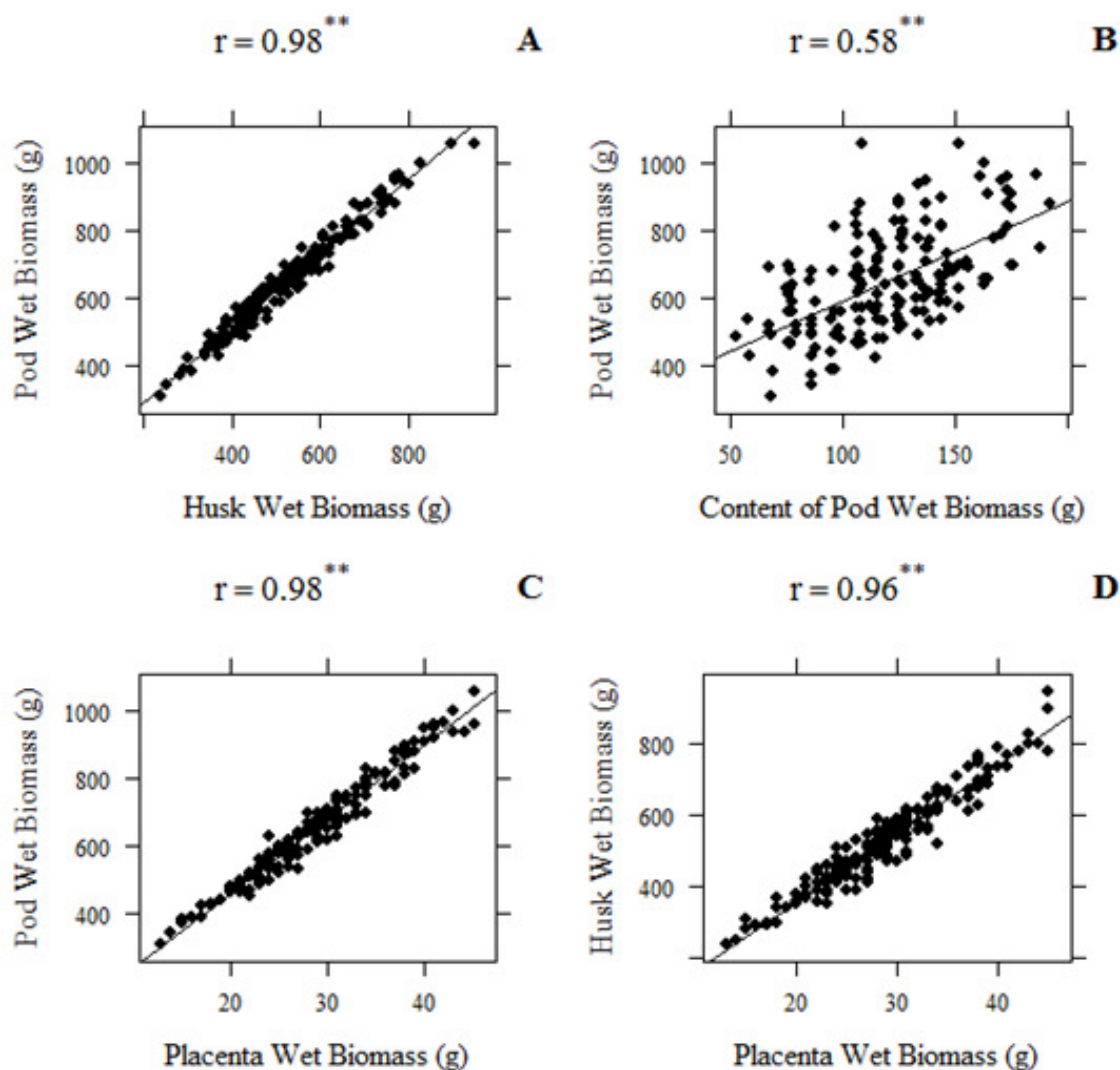 r = 0.98**
A
Pod Wet Biomass (g)
1000
800
600
400
400
600
800
Husk Wet Biomass (g)
r = 0.58**
B
Pod Wet Biomass (g)
1000
800
600
400
50
100
150
Content of Pod Wet Biomass (g)
r = 0.98**
C
Pod Wet Biomass (g)
1000
800
600
400
20
30
40
Placenta Wet Biomass (g)
r = 0.96**
D
Husk Wet Biomass (g)
800
600
400
20
30
40
Placenta Wet Biomass (g)